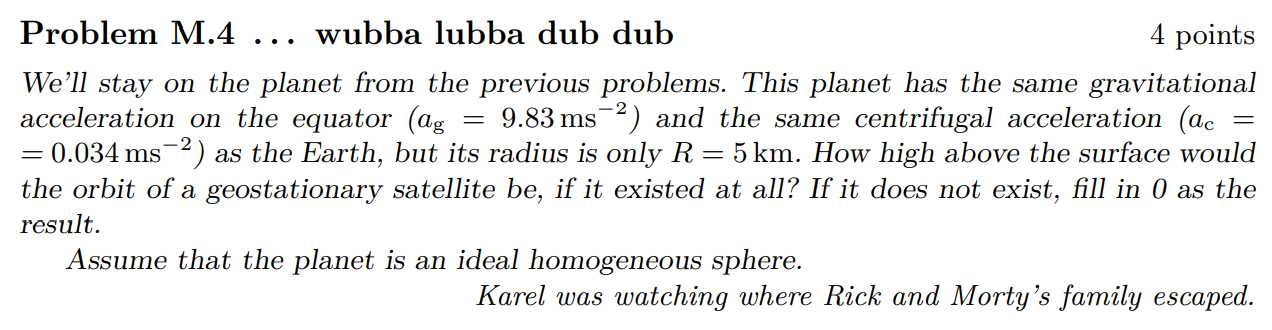 Problem M.4 ... wubba lubba dub dub 4 points
We'll stay on the planet from the previous problems. This planet has the same gravitational
acceleration on the equator (a_g = 9.83 ms^−2) and the same centrifugal acceleration (a_c =
= 0.034 ms^−2) as the Earth, but its radius is only R = 5 km. How high above the surface would
the orbit of a geostationary satellite be, if it existed at all? If it does not exist, fill in 0 as the
result.
Assume that the planet is an ideal homogeneous sphere.
Karel was watching where Rick and Morty's family escaped.